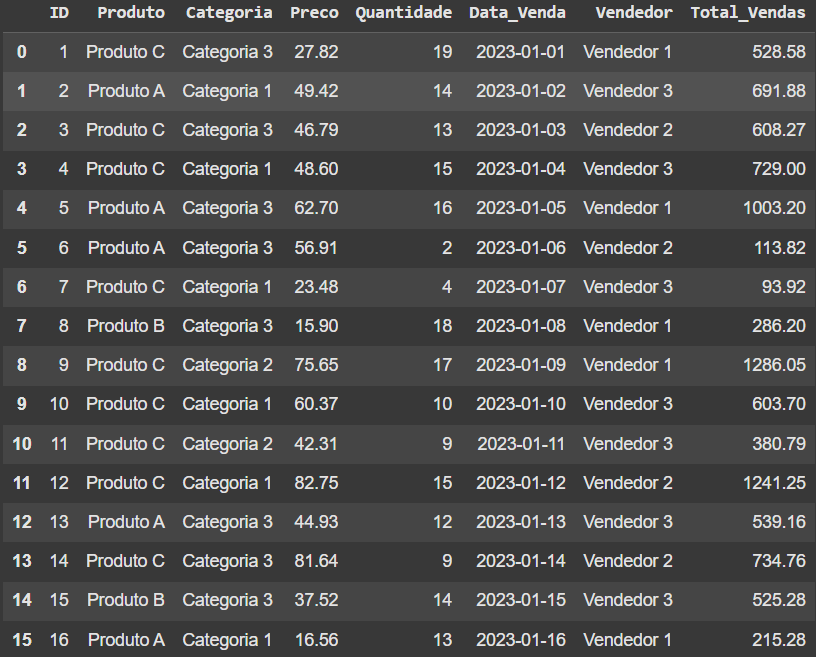 ID Produto Categoria Preco Quantidade Data_Venda Vendedor Total_Vendas
0 1 Produto C Categoria 3 27.82 19 2023-01-01 Vendedor 1 528.58
1 2 Produto A Categoria 1 49.42 14 2023-01-02 Vendedor 3 691.88
2 3 Produto C Categoria 3 46.79 13 2023-01-03 Vendedor 2 608.27
3 4 Produto C Categoria 1 48.60 15 2023-01-04 Vendedor 3 729.00
4 5 Produto A Categoria 3 62.70 16 2023-01-05 Vendedor 1 1003.20
5 6 Produto A Categoria 3 56.91 2 2023-01-06 Vendedor 2 113.82
6 7 Produto C Categoria 1 23.48 4 2023-01-07 Vendedor 3 93.92
7 8 Produto B Categoria 3 15.90 18 2023-01-08 Vendedor 1 286.20
8 9 Produto C Categoria 2 75.65 17 2023-01-09 Vendedor 1 1286.05
9 10 Produto C Categoria 1 60.37 10 2023-01-10 Vendedor 3 603.70
10 11 Produto C Categoria 2 42.31 9 2023-01-11 Vendedor 3 380.79
11 12 Produto C Categoria 1 82.75 15 2023-01-12 Vendedor 2 1241.25
12 13 Produto A Categoria 3 44.93 12 2023-01-13 Vendedor 3 539.16
13 14 Produto C Categoria 3 81.64 9 2023-01-14 Vendedor 2 734.76
14 15 Produto B Categoria 3 37.52 14 2023-01-15 Vendedor 3 525.28
15 16 Produto A Categoria 1 16.56 13 2023-01-16 Vendedor 1 215.28